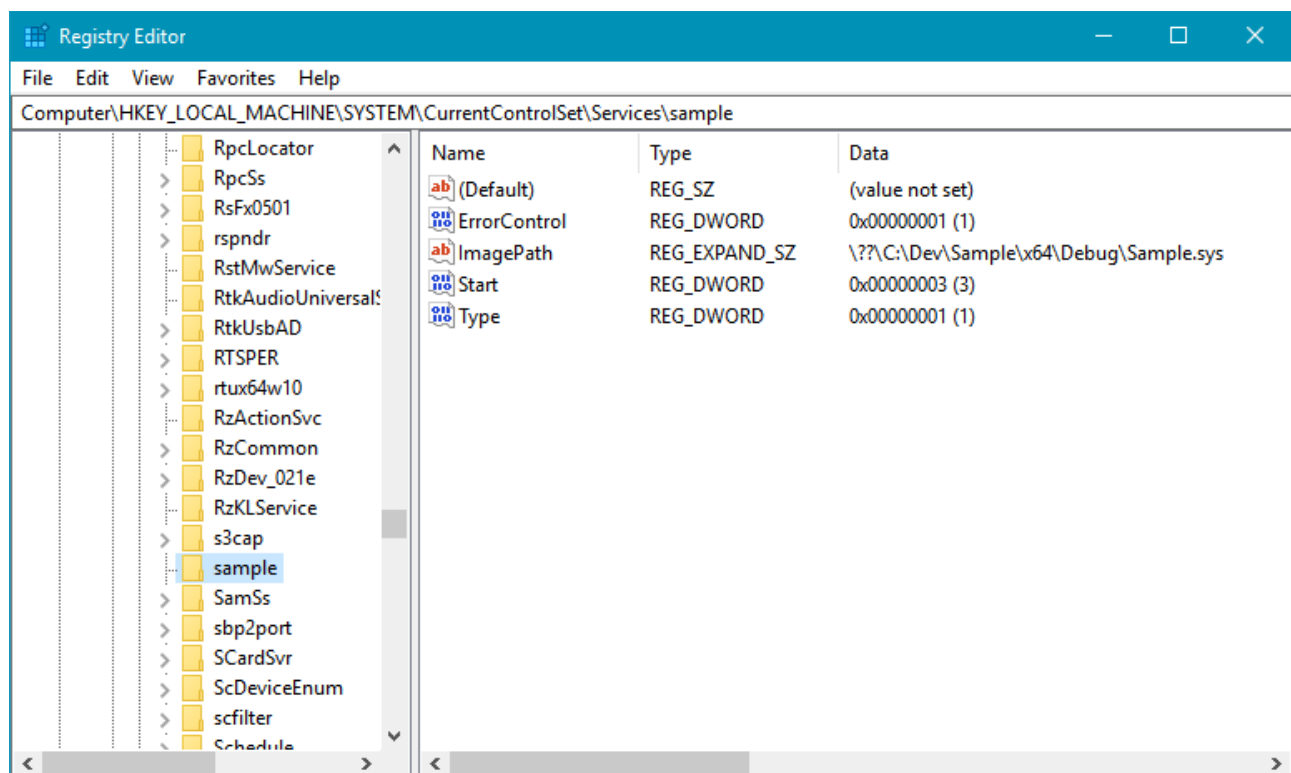 Registry Editor
File Edit View Favorites Help
Computer\HKEY_LOCAL_MACHINE\SYSTEM\CurrentControlSet\Services\sample
RpcLocator
RpcSs
RsFx0501
rspndr
RstMwService
RtkAudioUniversalS
RtkUsbAD
RTSPER
rtux64w10
RzActionSvc
RzCommon
RzDev_021e
RzKLService
s3cap
sample
SamSs
sbp2port
SCardSvr
ScDeviceEnum
scfilter
Schedule
Name Type Data
(Default) REG_SZ (value not set)
ErrorControl REG_DWORD 0x00000001 (1)
ImagePath REG_EXPAND_SZ \??\C:\Dev\Sample\x64\Debug\Sample.sys
Start REG_DWORD 0x00000003 (3)
Type REG_DWORD 0x00000001 (1)